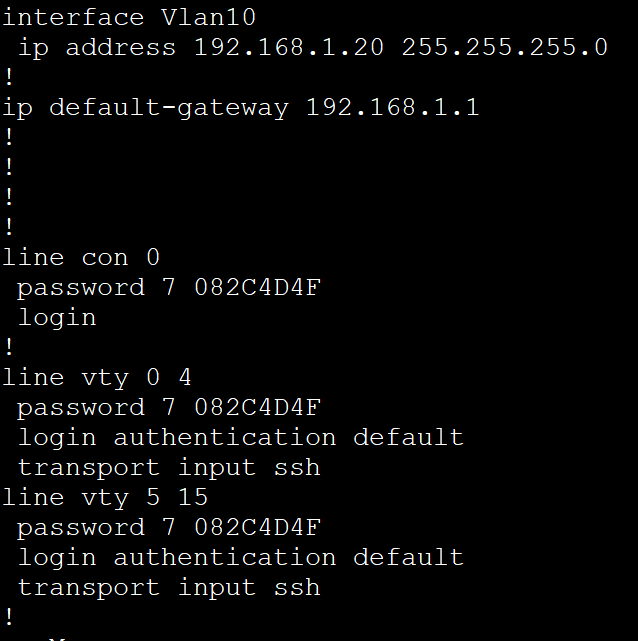 interface Vlan10
 ip address 192.168.1.20 255.255.255.0
!
ip default-gateway 192.168.1.1
!
!
!
!
line con 0
 password 7 082C4D4F
 login
!
line vty 0 4
 password 7 082C4D4F
 login authentication default
 transport input ssh
line vty 5 15
 password 7 082C4D4F
 login authentication default
 transport input ssh
!